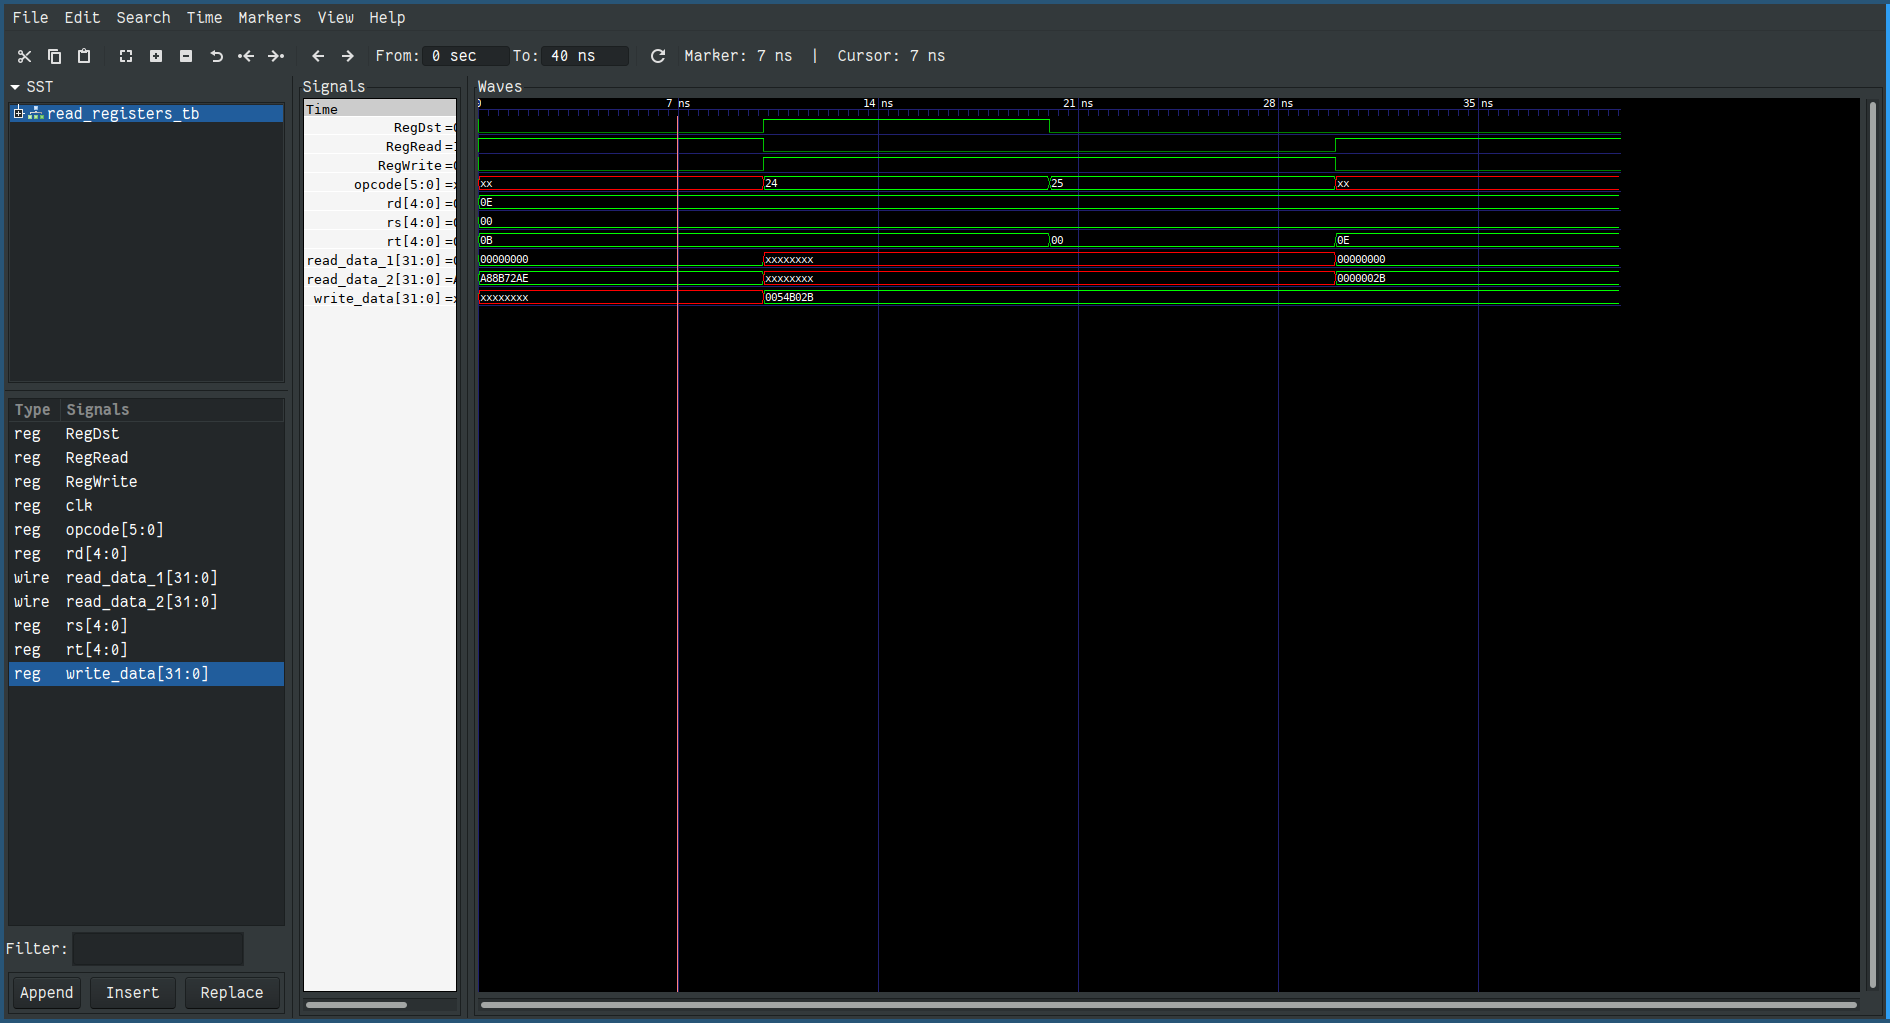 File Edit Search Time Markers View Help
From: 0 sec To: 40 ns Marker: 7 ns | Cursor: 7 ns
SST
read_registers_tb
Type Signals
reg RegDst
reg RegRead
reg RegWrite
reg clk
reg opcode[5:0]
reg rd[4:0]
wire read_data_1[31:0]
wire read_data_2[31:0]
reg rs[4:0]
reg rt[4:0]
reg write_data[31:0]
Filter:
Append Insert Replace
Signals
Time
RegDst =0
RegRead =1
RegWrite =0
opcode[5:0] =x
rd[4:0] =0
rs[4:0] =0
rt[4:0] =0
read_data_1[31:0] =0
read_data_2[31:0] =A
write_data[31:0] =x
Waves
0 7 ns 14 ns 21 ns 28 ns 35 ns
xx 24 25 xx
0E
00
0B 00 0E
00000000 xxxxxxxx 00000000
A88B72AE xxxxxxxx 0000002B
xxxxxxxx 0054B02B